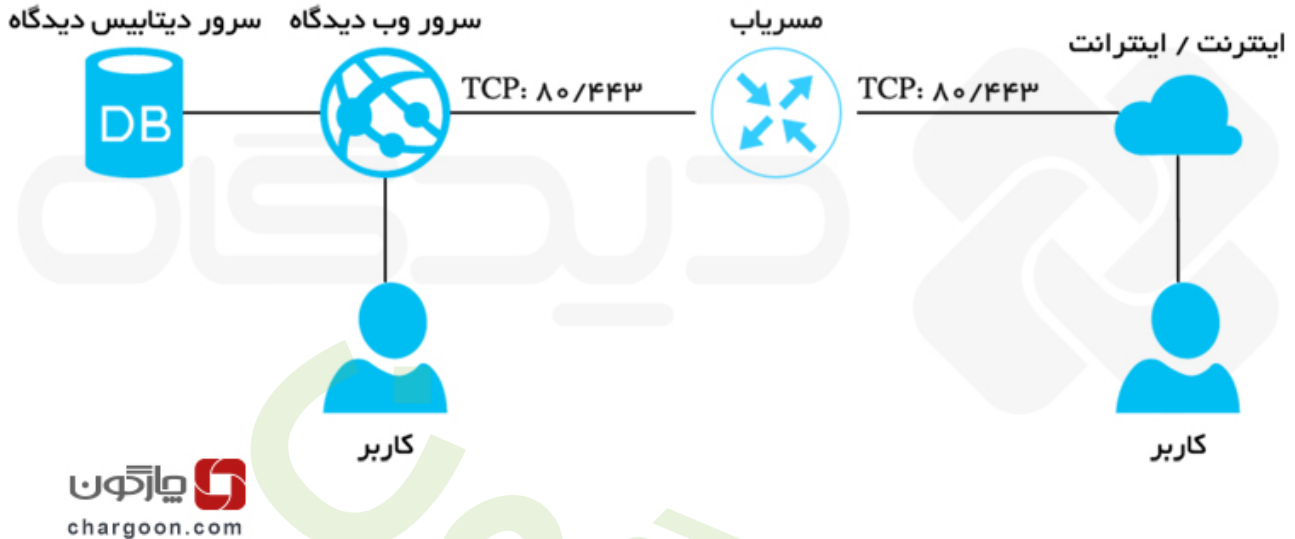 سرور دیتابیس دیدگاه
سرور وب دیدگاه
مسریاب
اینترنت / اینترانت
DB
TCP: ۸۰/۴۴۳
TCP: ۸۰/۴۴۳
دیدگاه
کاربر
کاربر
چارگون
chargoon.com